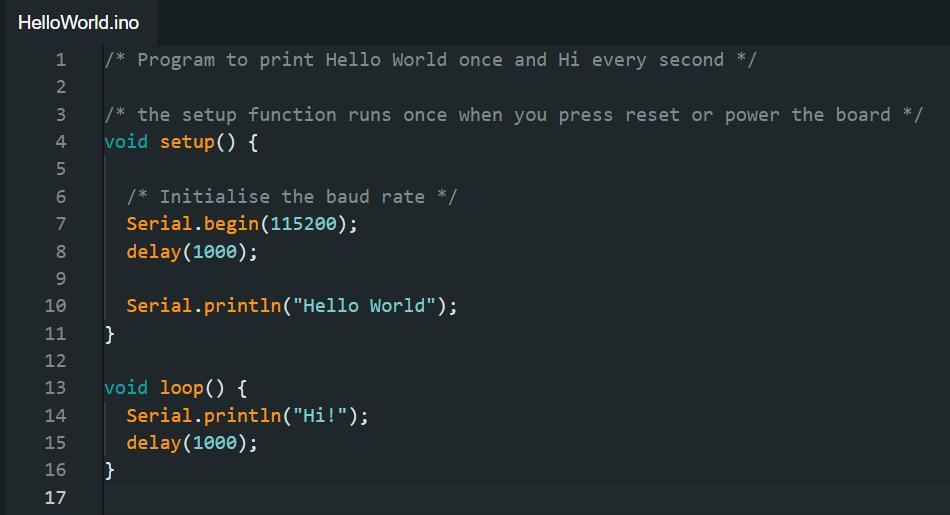 HelloWorld.ino
1 /* Program to print Hello World once and Hi every second */
2
3 /* the setup function runs once when you press reset or power the board */
4 void setup() {
5
6   /* Initialise the baud rate */
7   Serial.begin(115200);
8   delay(1000);
9
10   Serial.println("Hello World");
11 }
12
13 void loop() {
14   Serial.println("Hi!");
15   delay(1000);
16 }
17